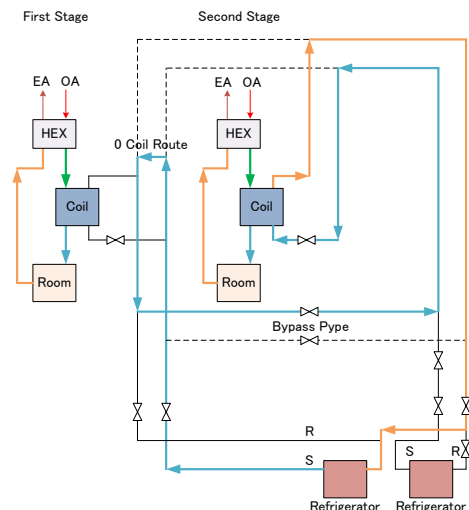 First Stage
Second Stage
EA
OA
EA
OA
HEX
HEX
0 Coil Route
Coil
Coil
Room
Room
Bypass Pype
R
S
S
R
Refrigerator
Refrigerator